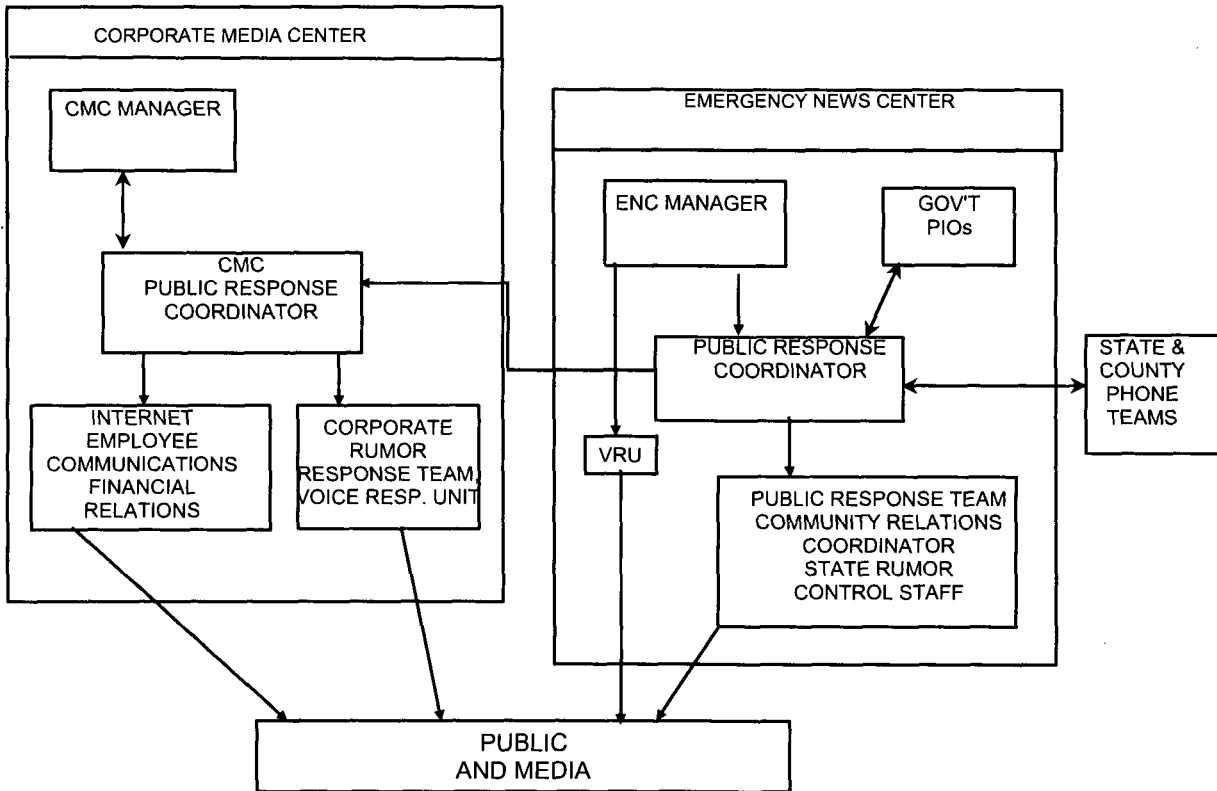 CORPORATE MEDIA CENTER
CMC MANAGER
CMC
PUBLIC RESPONSE
COORDINATOR
INTERNET
EMPLOYEE
COMMUNICATIONS
FINANCIAL
RELATIONS
CORPORATE
RUMOR
RESPONSE TEAM
VOICE RESP. UNIT
EMERGENCY NEWS CENTER
ENC MANAGER
GOV'T
PIOs
PUBLIC RESPONSE
COORDINATOR
STATE &
COUNTY
PHONE
TEAMS
VRU
PUBLIC RESPONSE TEAM
COMMUNITY RELATIONS
COORDINATOR
STATE RUMOR
CONTROL STAFF
PUBLIC
AND MEDIA